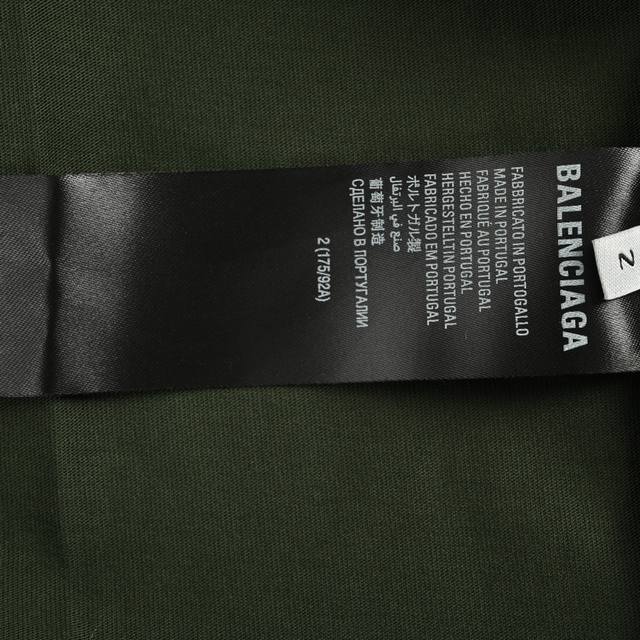 BALENCIAGA
FABBRICATO IN PORTOGALLO
MADE IN PORTUGAL
FABRIQUÉ AU PORTUGAL
HECHO EN PORTUGAL
HERGESTELLT IN PORTUGAL
FABRICADO EM PORTUGAL
ポルトガル製
صنع في البرتغال
葡萄牙制造
СДЕЛАНО В ПОРТУГАЛИИ
2 (175/92A)
2